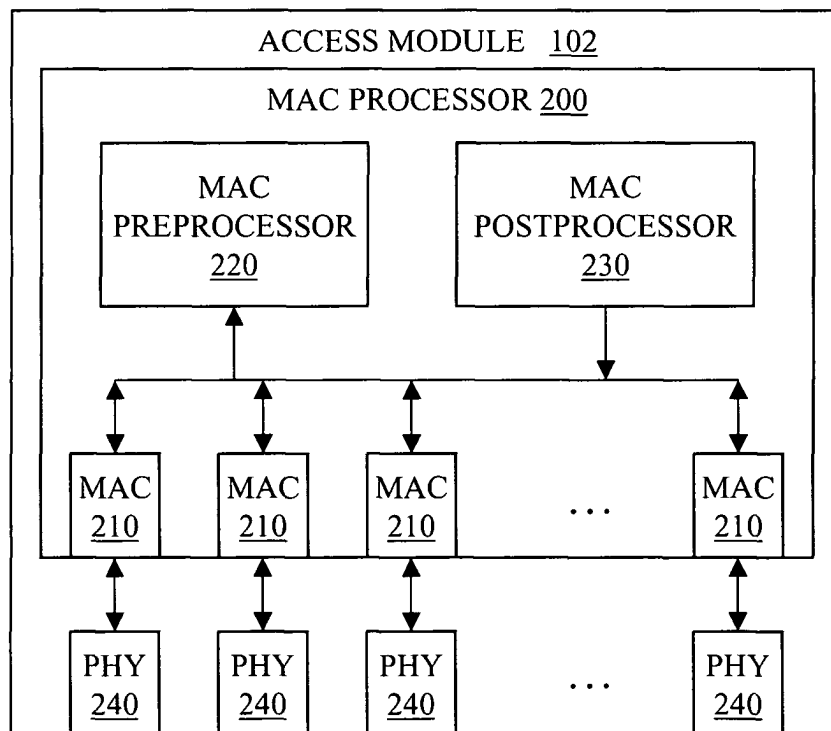 ACCESS MODULE 102
MAC PROCESSOR 200
MAC PREPROCESSOR 220
MAC POSTPROCESSOR 230
MAC 210
MAC 210
MAC 210
...
MAC 210
PHY 240
PHY 240
PHY 240
...
PHY 240